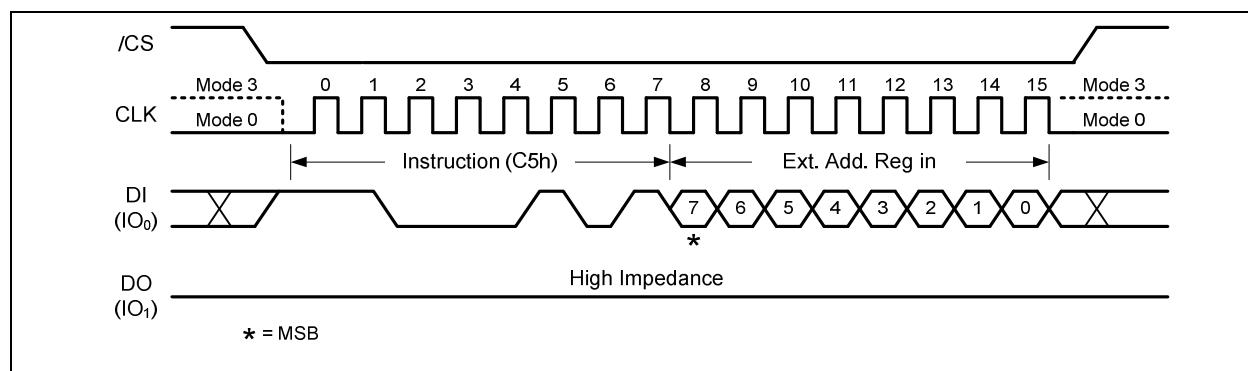 /CS
Mode 3 0 1 2 3 4 5 6 7 8 9 10 11 12 13 14 15 Mode 3
CLK Mode 0 Mode 0
Instruction (C5h) Ext. Add. Reg in
DI
(IO₀)
7 6 5 4 3 2 1 0
*
High Impedance
DO
(IO₁)
* = MSB